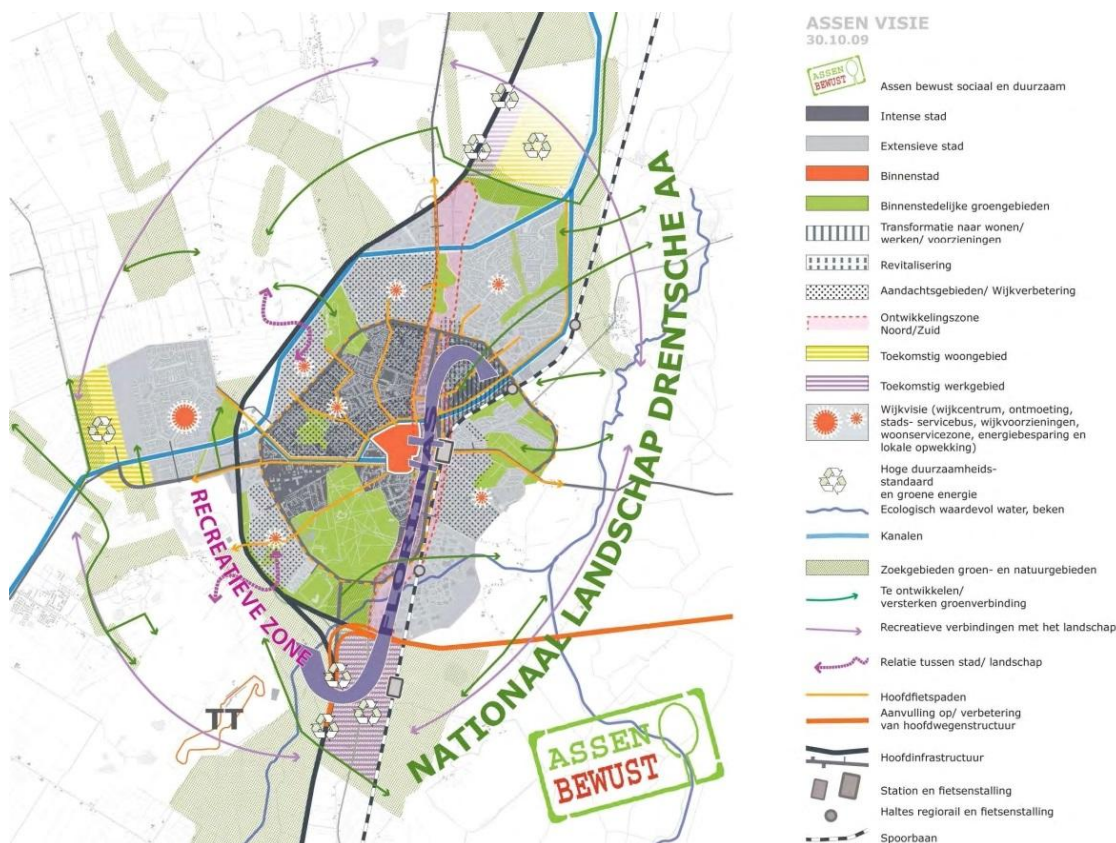 ASSEN VISIE
30.10.09
ASSEN
BEWUST
Assen bewust sociaal en duurzaam
Intense stad
Extensieve stad
Binnenstad
Binnenstedelijke groengebieden
Transformatie naar wonen/
werken/ voorzieningen
Revitalisering
Aandachtsgebieden/ Wijkverbetering
Ontwikkelingszone
Noord/Zuid
Toekomstig woongebied
Toekomstig werkgebied
Wijkvisie (wijkcentrum, ontmoeting,
stads- servicebus, wijkvoorzieningen,
woonservicezone, energiebesparing en
lokale opwekking)
Hoge duurzaamheids-
standaard
en groene energie
Ecologisch waardevol water, beken
Kanalen
Zoekgebieden groen- en natuurgebieden
Te ontwikkelen/
versterken groenverbinding
Recreatieve verbindingen met het landschap
Relatie tussen stad/ landschap
Hoofdfietspaden
Aanvulling op/ verbetering
van hoofdwegenstructuur
Hoofdinfrastructuur
Station en fietsenstalling
Haltes regiorail en fietsenstalling
Spoorbaan
NATIONAAL LANDSCHAP DRENTSCHE AA
RECREATIEVE ZONE
TT
ASSEN
BEWUST